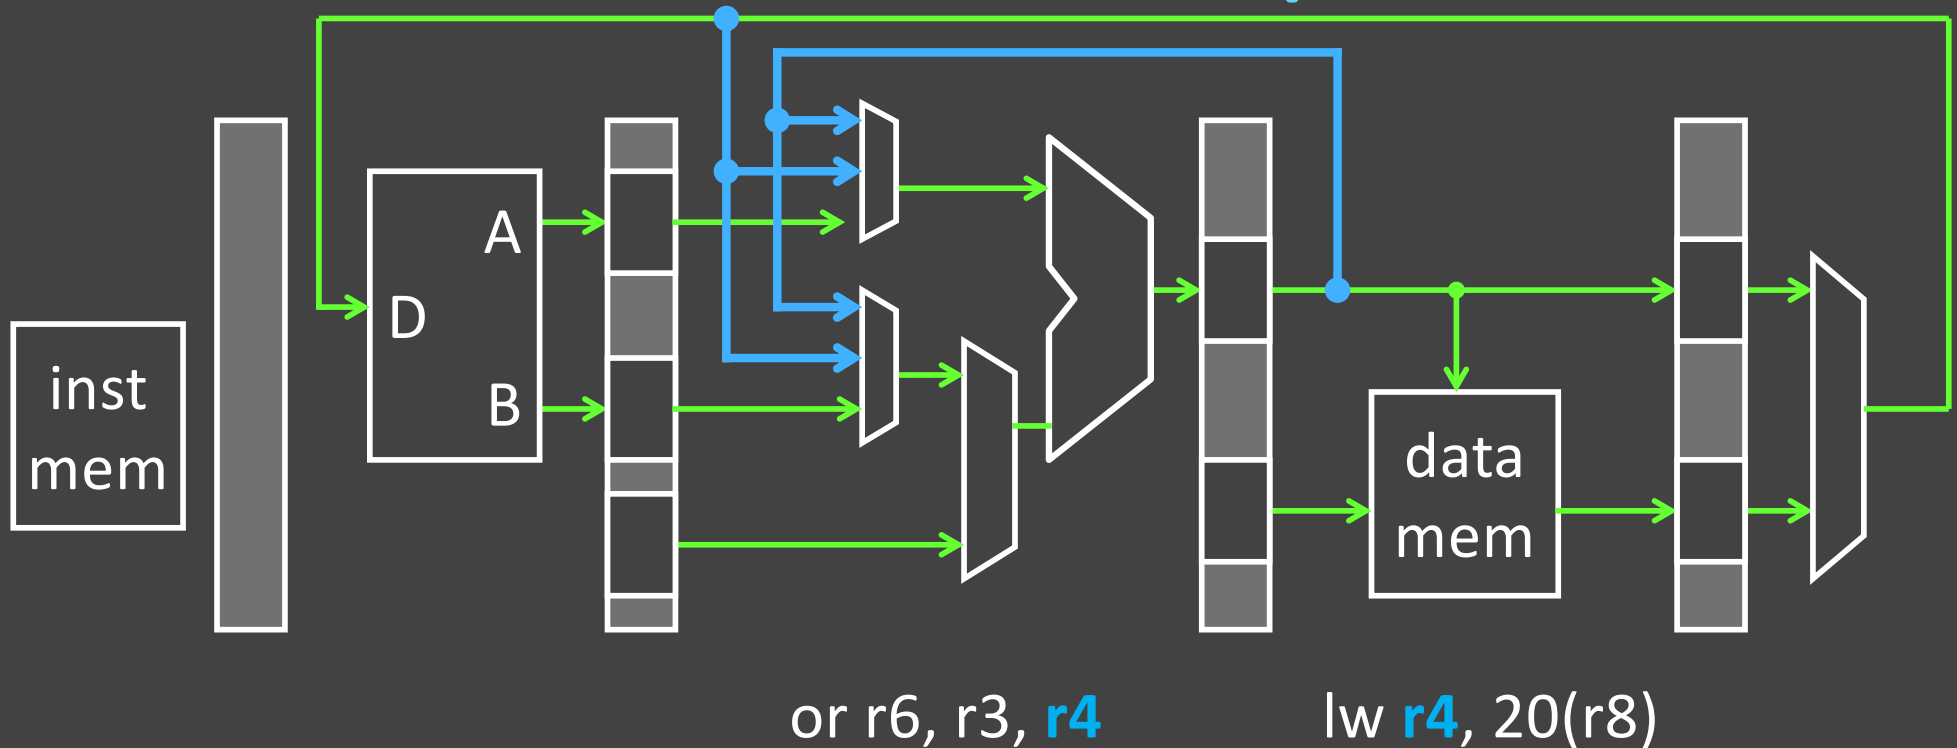 A
D
B
inst
mem
data
mem
or r6, r3, r4
lw r4, 20(r8)